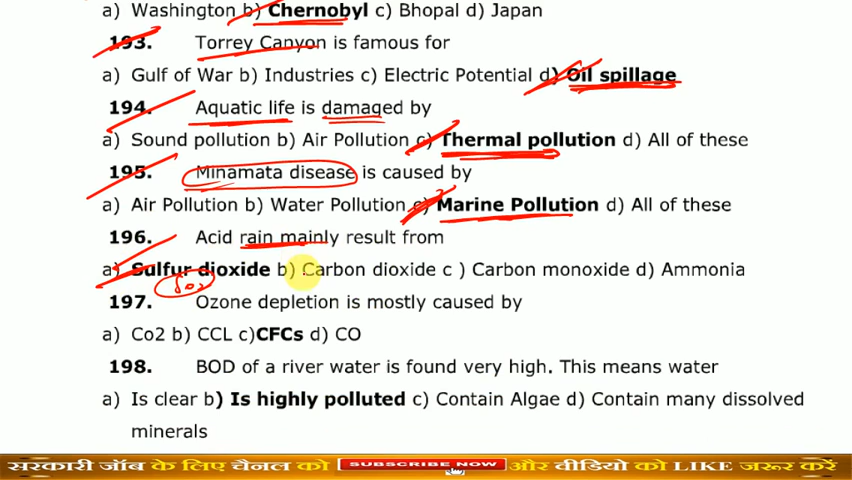 a) Washington b) Chernobyl c) Bhopal d) Japan
193. Torrey Canyon is famous for
a) Gulf of War b) Industries c) Electric Potential d) Oil spillage
194. Aquatic life is damaged by
a) Sound pollution b) Air Pollution c) Thermal pollution d) All of these
195. Minamata disease is caused by
a) Air Pollution b) Water Pollution c) Marine Pollution d) All of these
196. Acid rain mainly result from
a) Sulfur dioxide b) Carbon dioxide c ) Carbon monoxide d) Ammonia
So2
197. Ozone depletion is mostly caused by
a) Co2 b) CCL c)CFCs d) CO
198. BOD of a river water is found very high. This means water
a) Is clear b) Is highly polluted c) Contain Algae d) Contain many dissolved
minerals
सरकारी जॉब के लिए चैनल को SUBSCRIBE NOW और वीडियो को LIKE जरूर करें